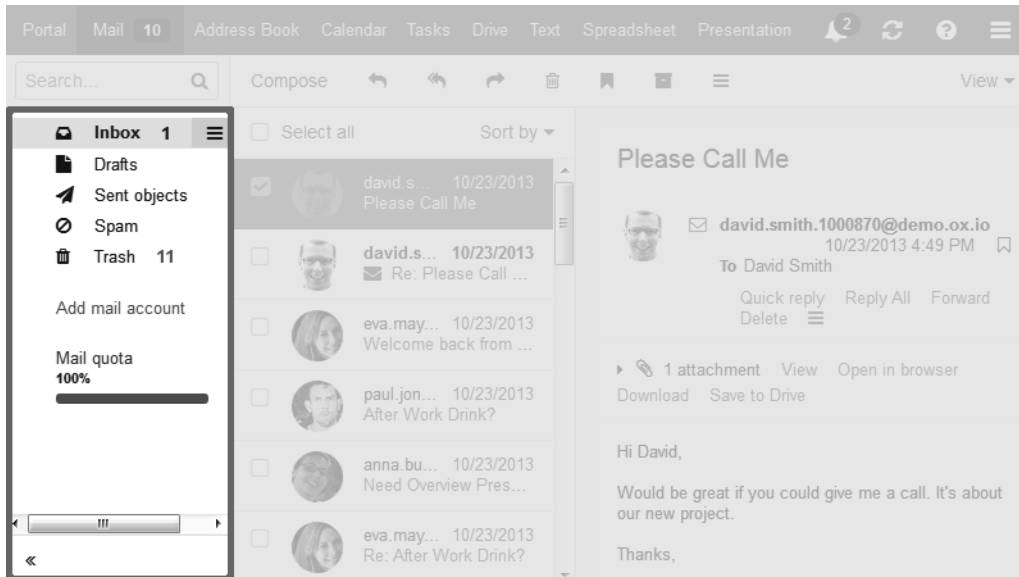 Portal Mail 10 Address Book Calendar Tasks Drive Text Spreadsheet Presentation 2
Search... Compose View
Inbox 1
Drafts
Sent objects
Spam
Trash 11
Add mail account
Mail quota
100%
Select all Sort by
david.s... 10/23/2013
Please Call Me
david.s... 10/23/2013
Re: Please Call ...
eva.may... 10/23/2013
Welcome back from ...
paul.jon... 10/23/2013
After Work Drink?
anna.bu... 10/23/2013
Need Overview Pres...
eva.may... 10/23/2013
Re: After Work Drink?
Please Call Me
david.smith.1000870@demo.ox.io
10/23/2013 4:49 PM
To David Smith
Quick reply Reply All Forward
Delete
1 attachment View Open in browser
Download Save to Drive
Hi David,
Would be great if you could give me a call. It's about
our new project.
Thanks,